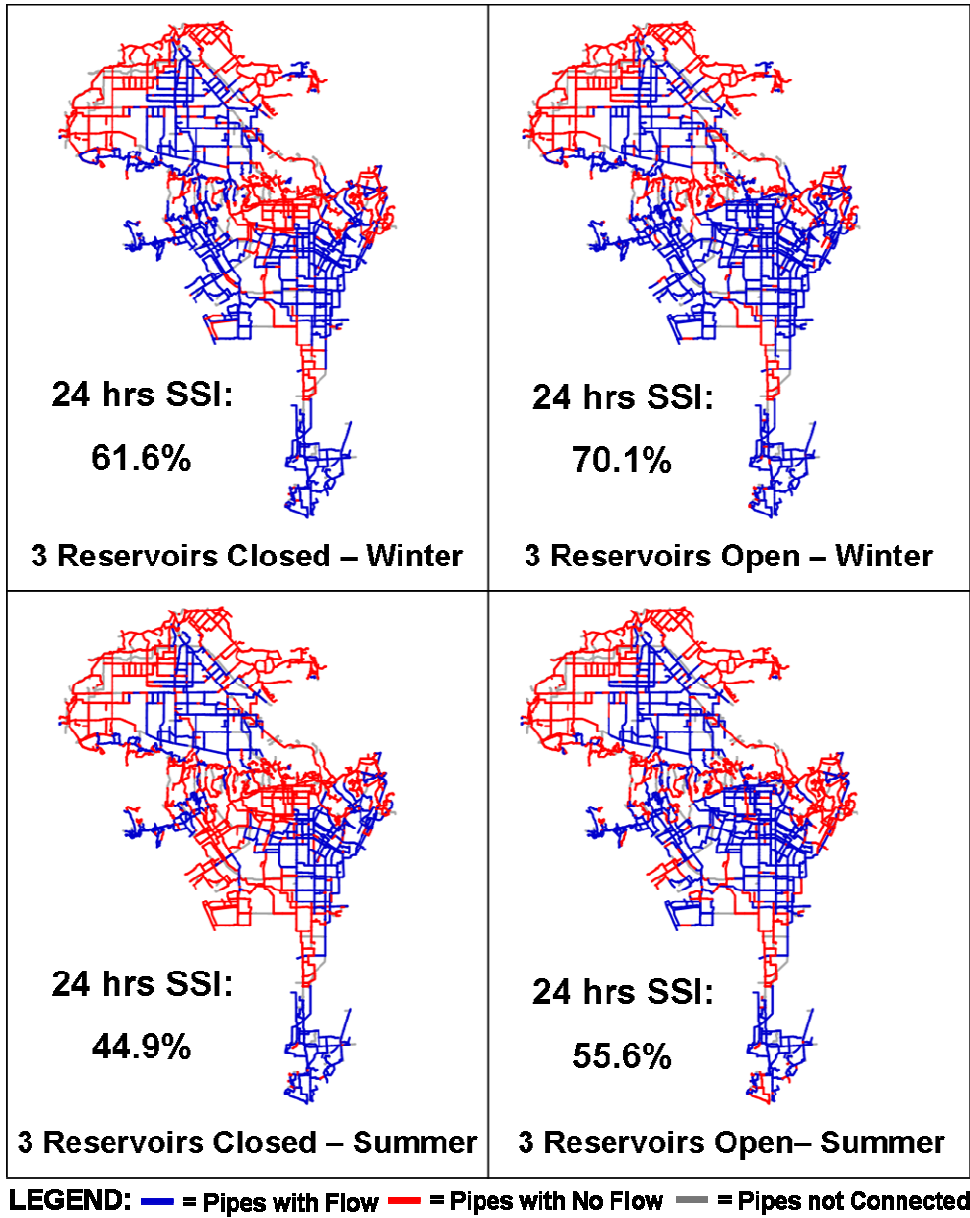 24 hrs SSI:
61.6%
3 Reservoirs Closed – Winter
24 hrs SSI:
70.1%
3 Reservoirs Open – Winter
24 hrs SSI:
44.9%
3 Reservoirs Closed – Summer
24 hrs SSI:
55.6%
3 Reservoirs Open– Summer
LEGEND: = Pipes with Flow = Pipes with No Flow = Pipes not Connected